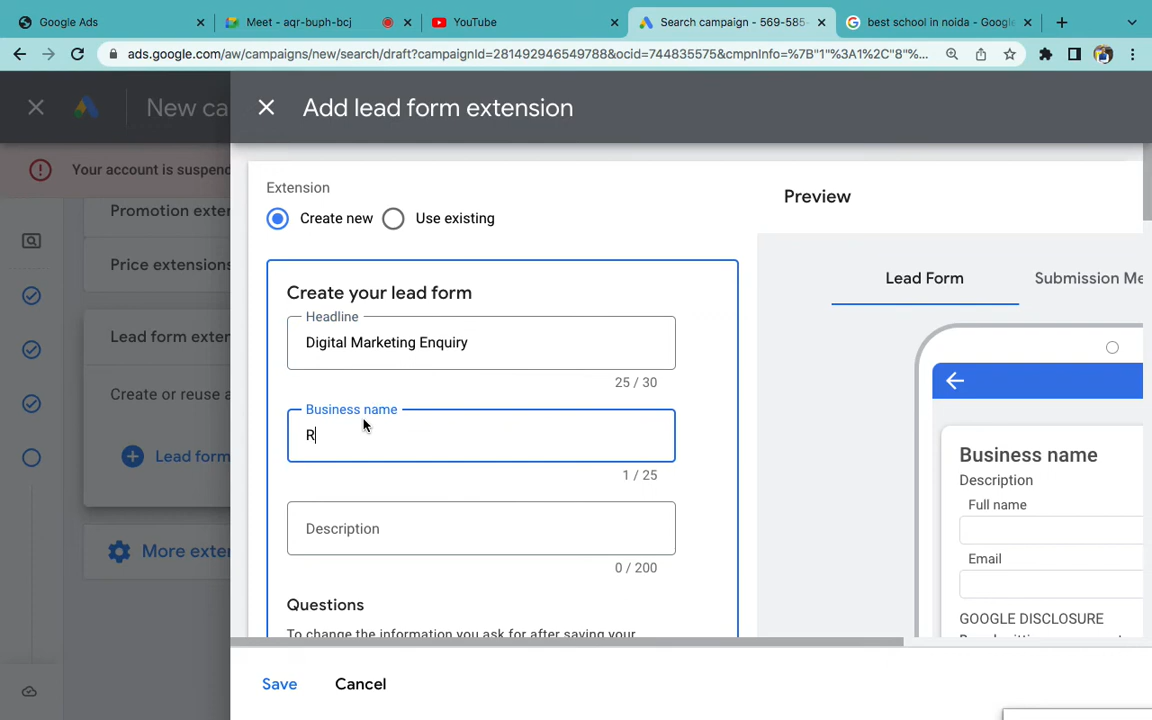 Google Ads
Meet - aqr-buph-bcj
YouTube
Search campaign - 569-585-
best school in noida - Google
ads.google.com/aw/campaigns/new/search/draft?campaignId=281492946549788&ocid=744835575&cmpnInfo=%7B"1"%3A1%2C"8"%...
New ca
Add lead form extension
Your account is suspend
Promotion exten
Price extensions
Lead form exter
Create or reuse a
Lead form
More exter
Extension
Create new
Use existing
Create your lead form
Headline
Digital Marketing Enquiry
25 / 30
Business name
R
1 / 25
Description
0 / 200
Questions
To change the information you ask for after saving your
Preview
Lead Form
Submission Me
Business name
Description
Full name
Email
GOOGLE DISCLOSURE
Save
Cancel